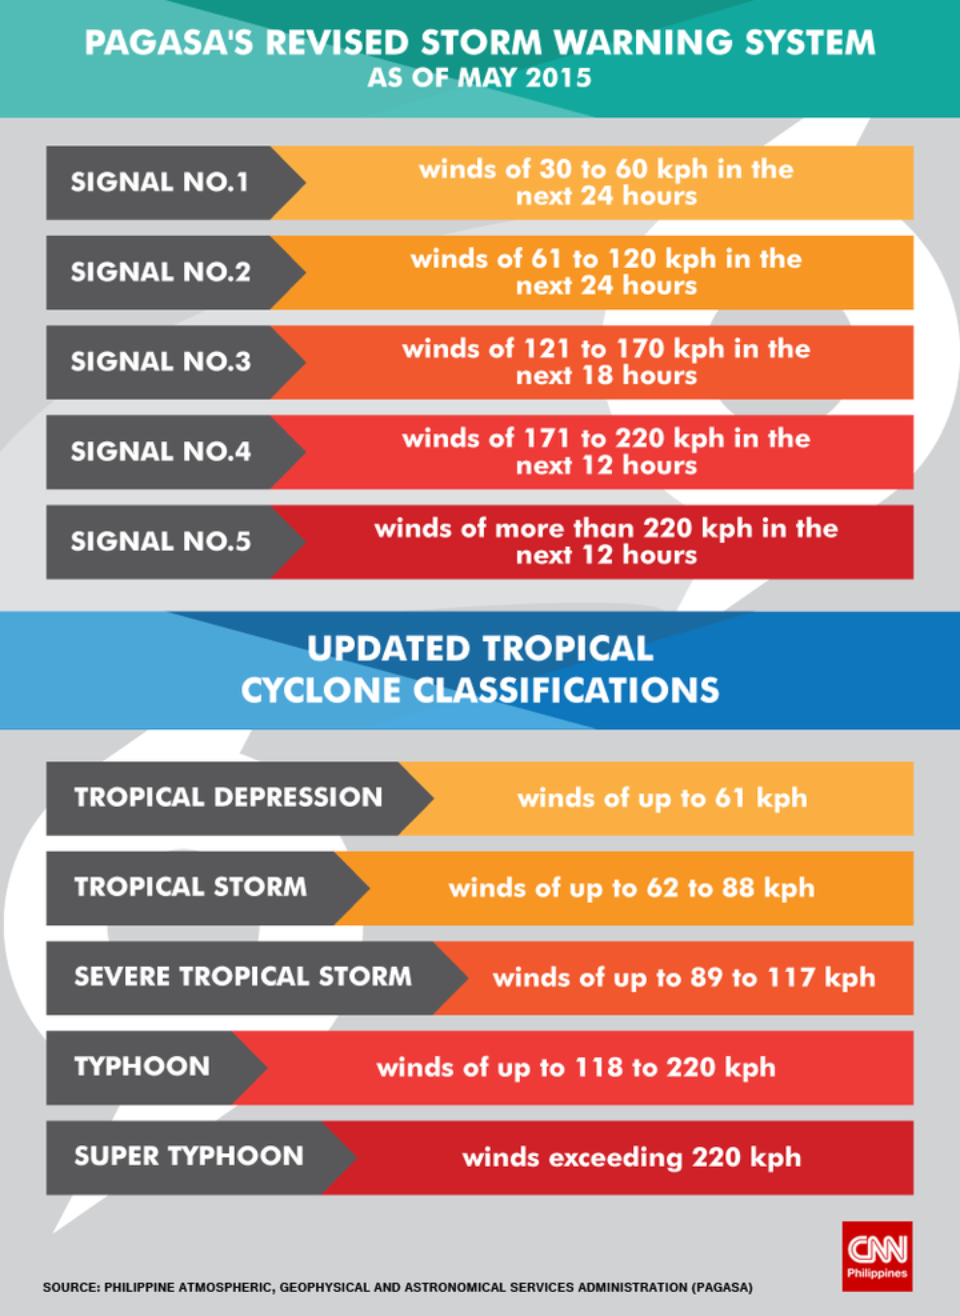 PAGASA'S REVISED STORM WARNING SYSTEM
AS OF MAY 2015
SIGNAL NO.1
winds of 30 to 60 kph in the
next 24 hours
SIGNAL NO.2
winds of 61 to 120 kph in the
next 24 hours
SIGNAL NO.3
winds of 121 to 170 kph in the
next 18 hours
SIGNAL NO.4
winds of 171 to 220 kph in the
next 12 hours
SIGNAL NO.5
winds of more than 220 kph in the
next 12 hours
UPDATED TROPICAL
CYCLONE CLASSIFICATIONS
TROPICAL DEPRESSION
winds of up to 61 kph
TROPICAL STORM
winds of up to 62 to 88 kph
SEVERE TROPICAL STORM
winds of up to 89 to 117 kph
TYPHOON
winds of up to 118 to 220 kph
SUPER TYPHOON
winds exceeding 220 kph
CNN
Philippines
SOURCE: PHILIPPINE ATMOSPHERIC, GEOPHYSICAL AND ASTRONOMICAL SERVICES ADMINISTRATION (PAGASA)